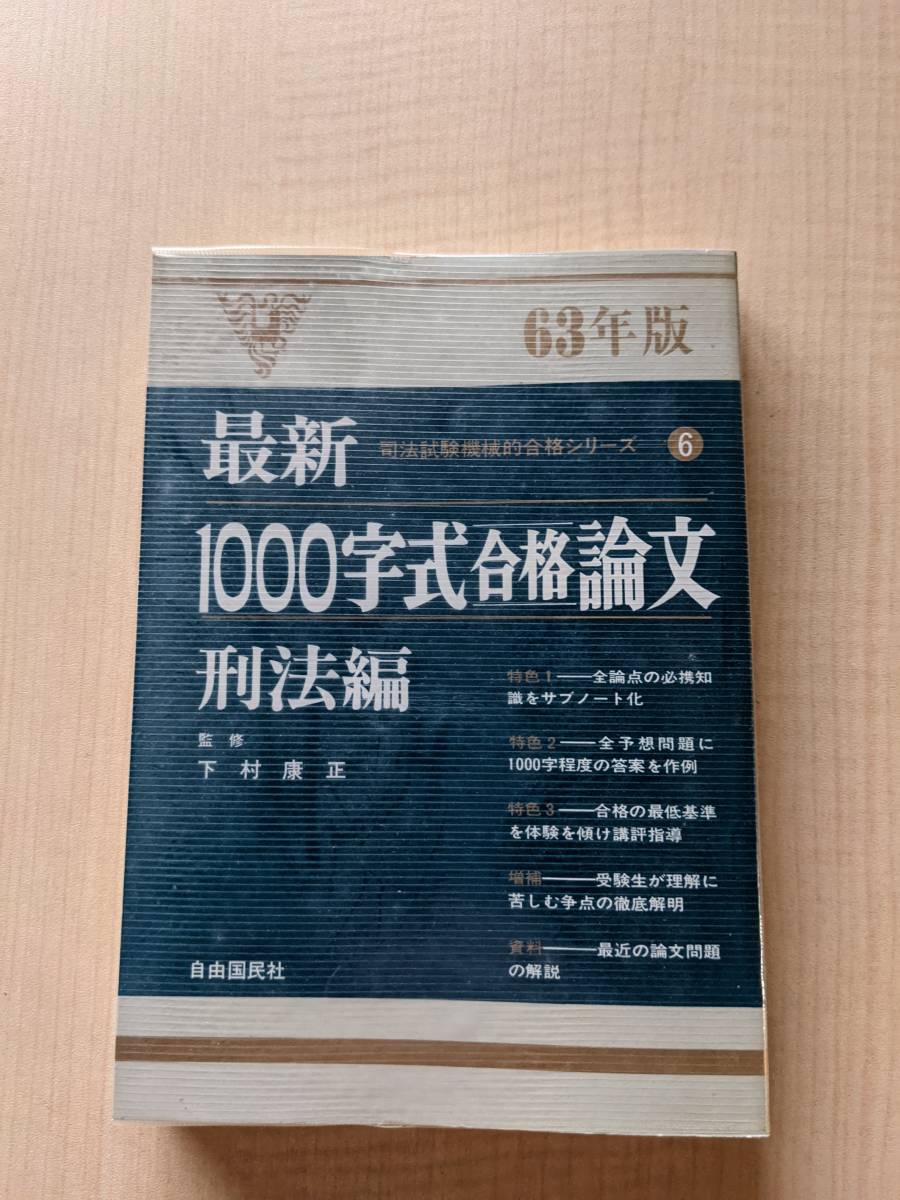 63年版
最新 司法試験機械的合格シリーズ 6
1000字式合格論文
刑法編
監修
下村康正
特色1――全論点の必携知
識をサブノート化
特色2――全予想問題に
1000字程度の答案を作例
特色3――合格の最低基準
を体験を傾け講評指導
増補――受験生が理解に
苦しむ争点の徹底解明
資料――最近の論文問題
の解説
自由国民社